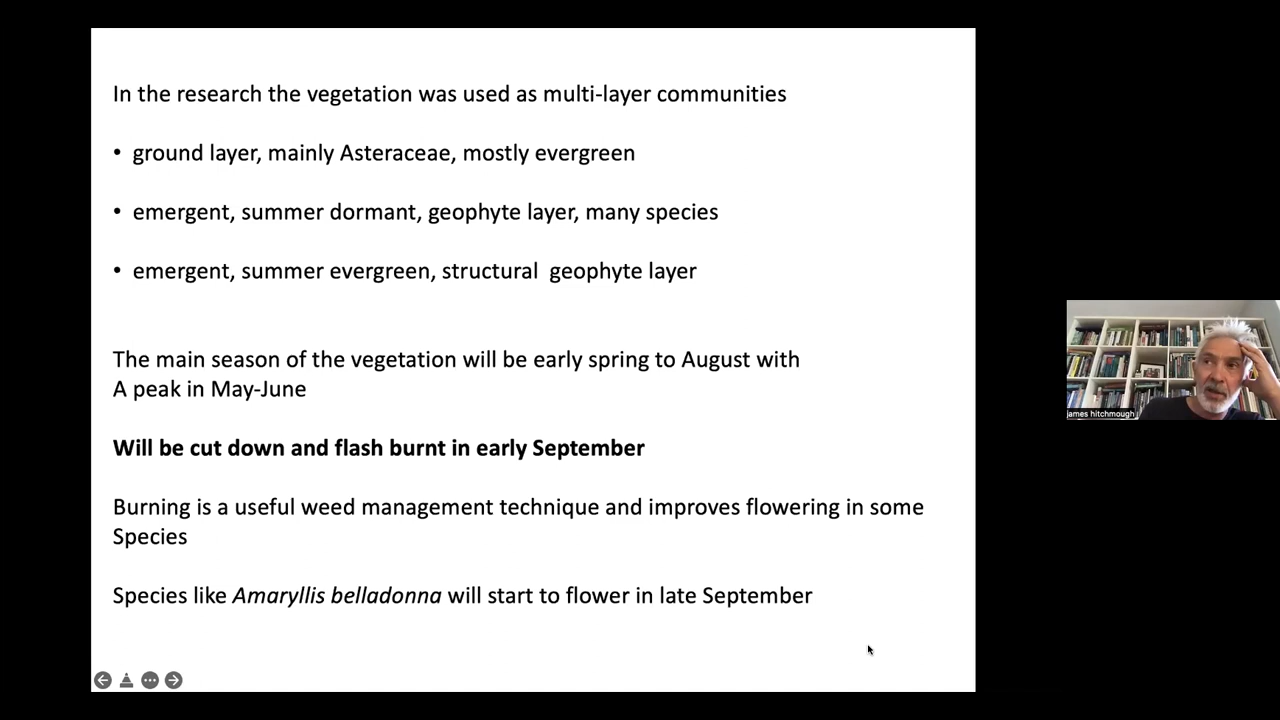 In the research the vegetation was used as multi-layer communities
• ground layer, mainly Asteraceae, mostly evergreen
• emergent, summer dormant, geophyte layer, many species
• emergent, summer evergreen, structural geophyte layer
The main season of the vegetation will be early spring to August with
A peak in May-June
Will be cut down and flash burnt in early September
Burning is a useful weed management technique and improves flowering in some
Species
Species like Amaryllis belladonna will start to flower in late September
james hitchmough